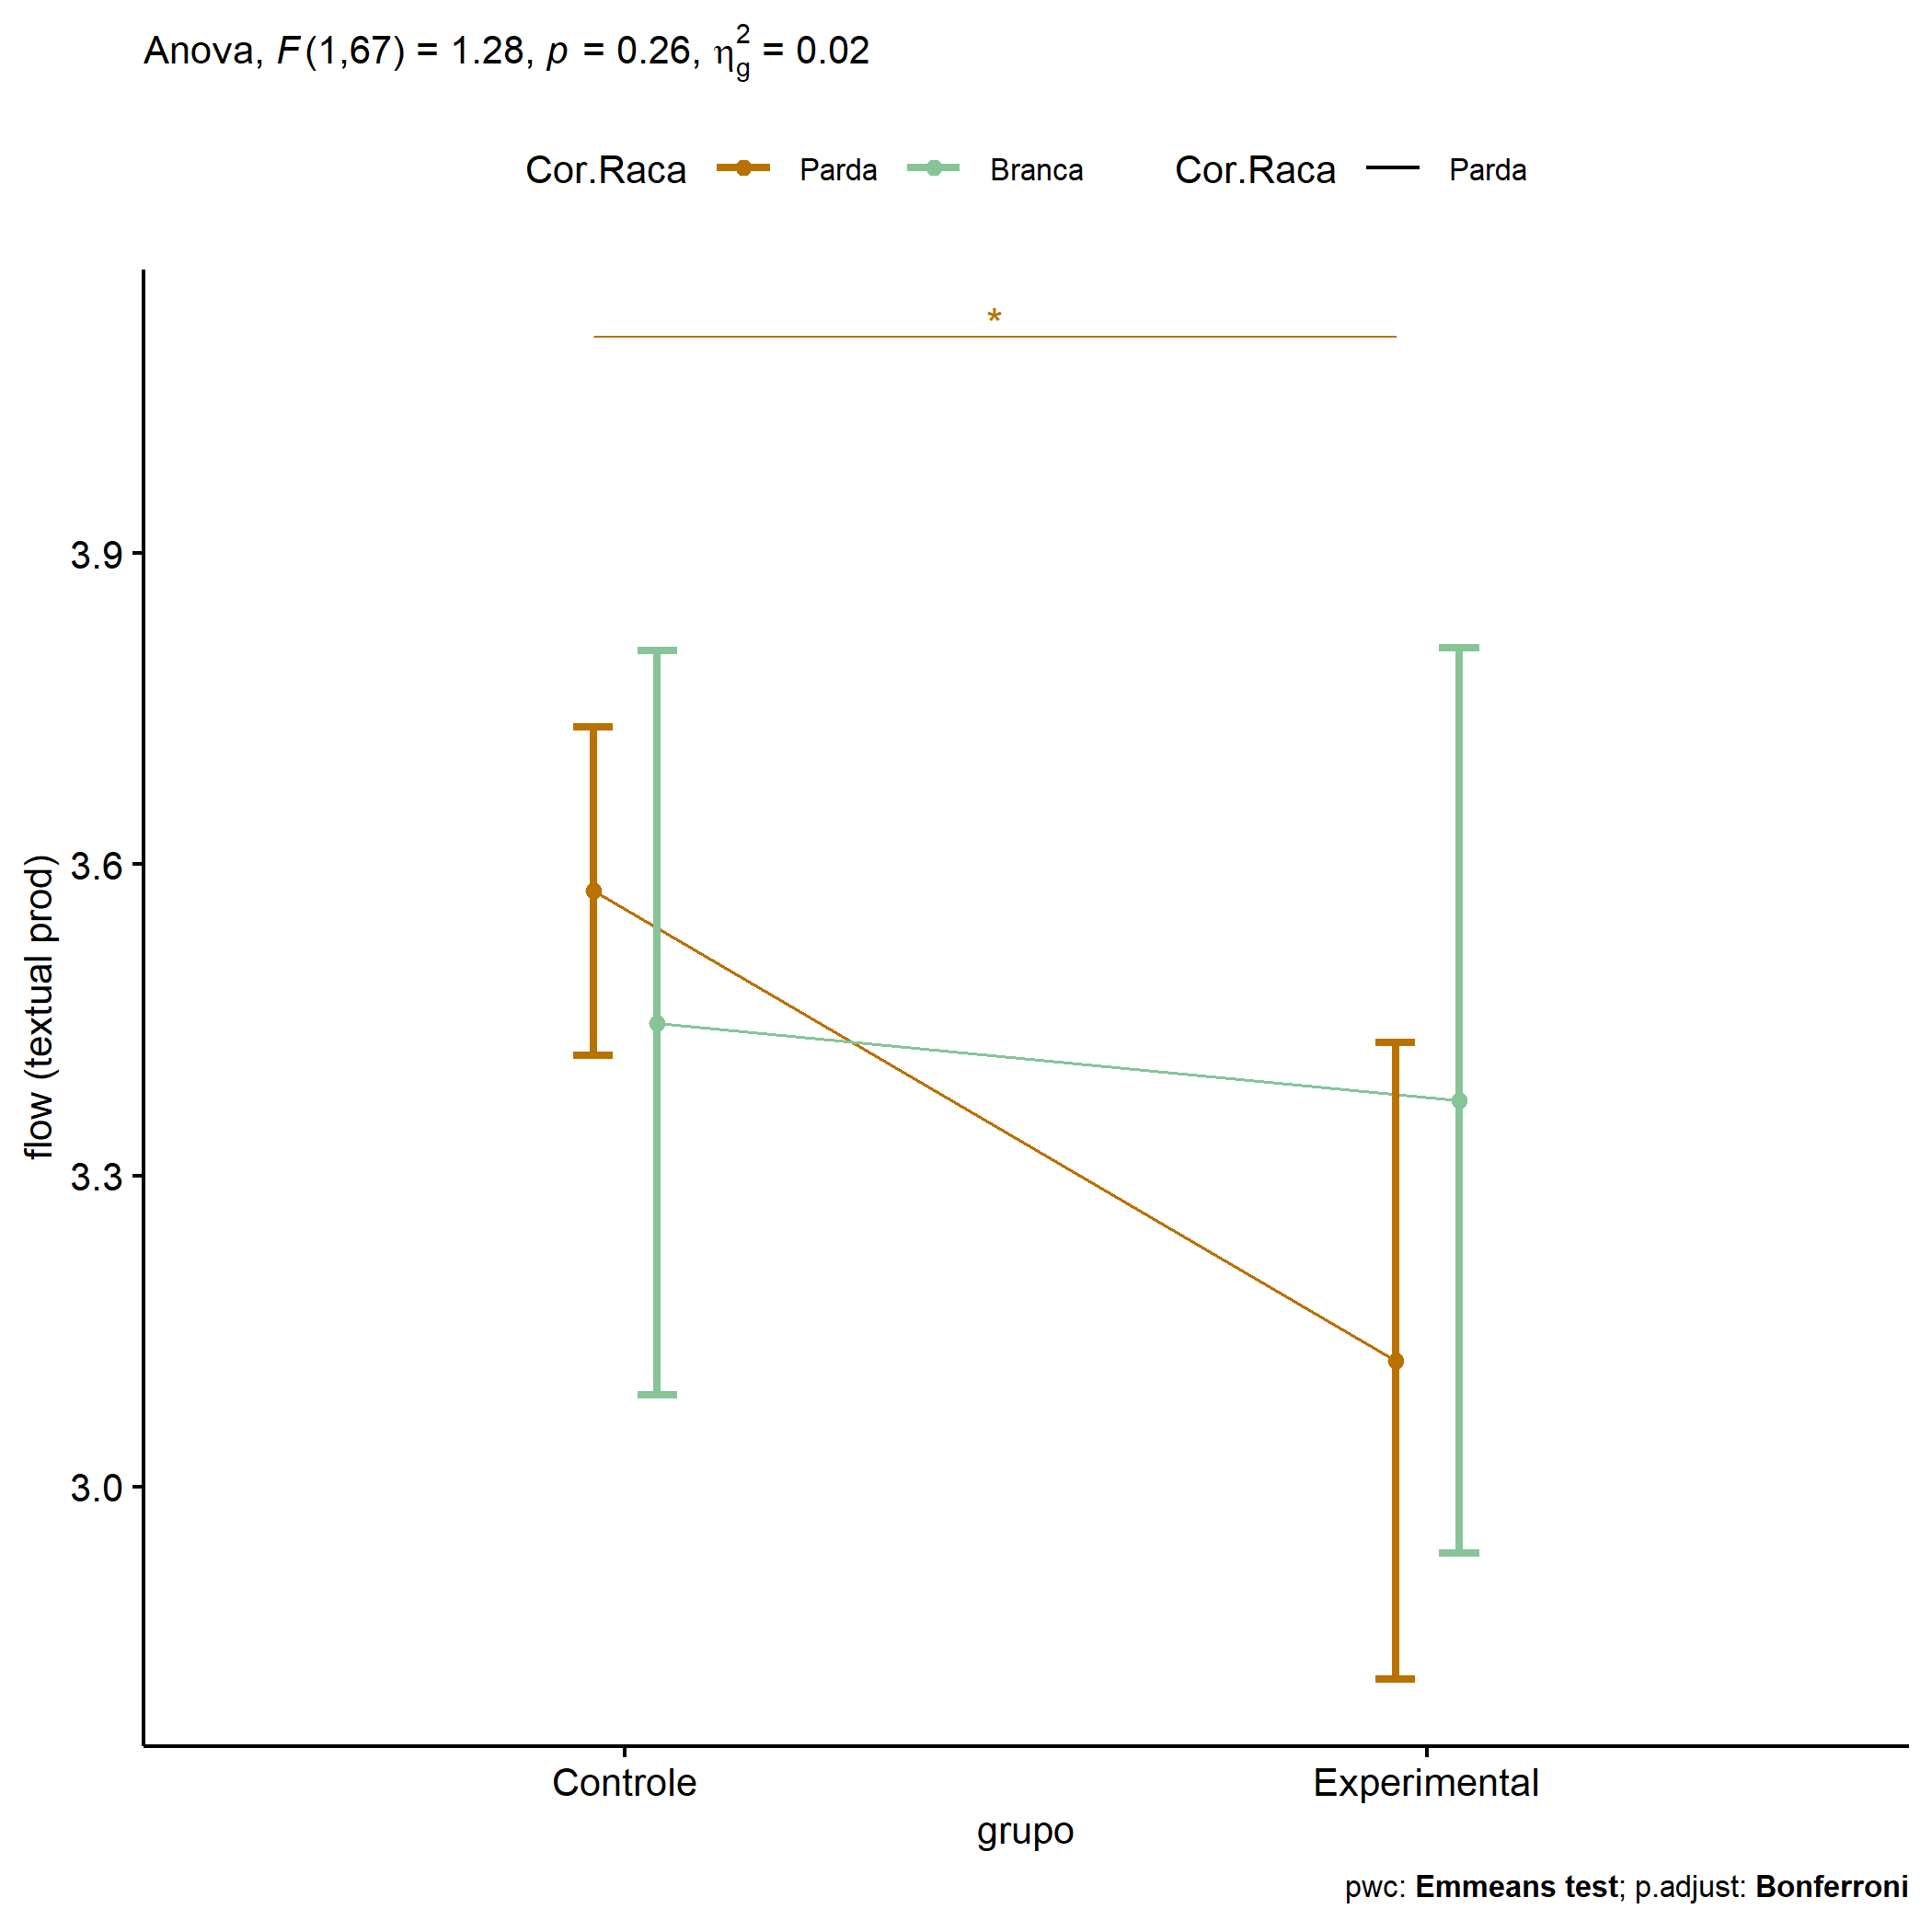 Anova, F(1,67) = 1.28, p = 0.26, η²g = 0.02
Cor.Raca Parda Branca Cor.Raca Parda
*
flow (textual prod)
3.9
3.6
3.3
3.0
Controle Experimental
grupo
pwc: Emmeans test; p.adjust: Bonferroni